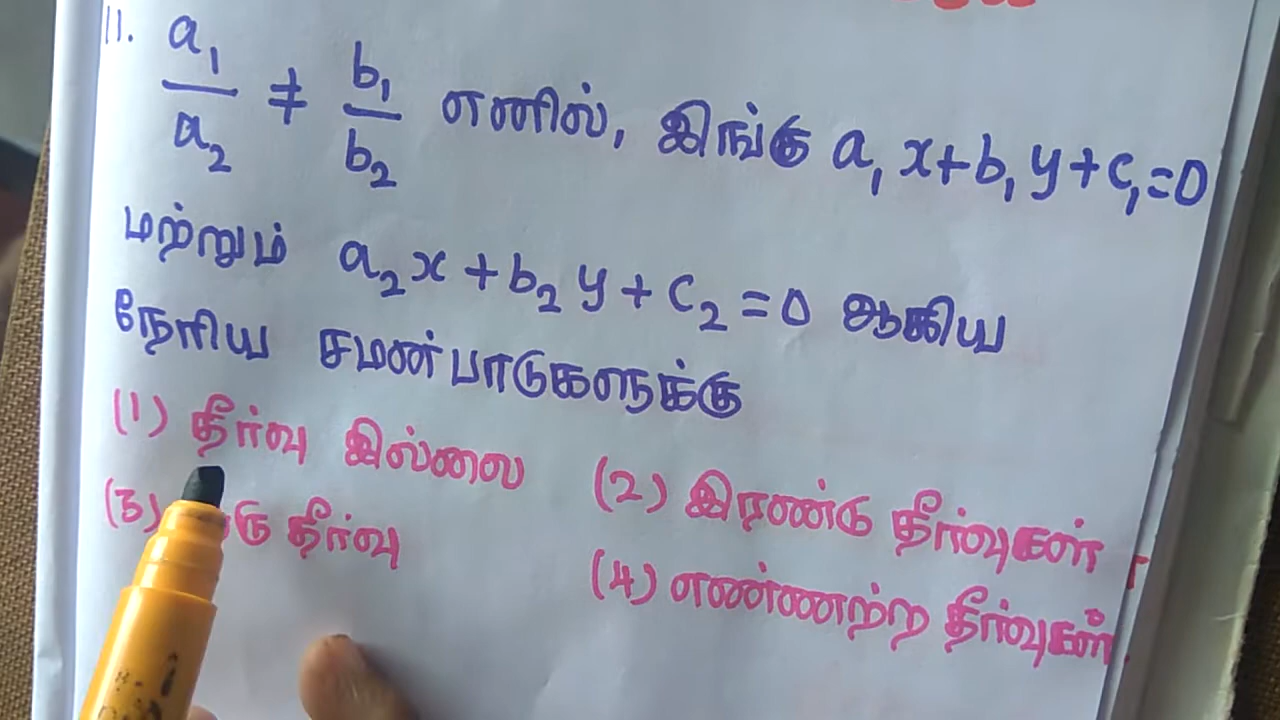 11. a₁/a₂ ≠ b₁/b₂ எனில், இங்கு a₁x+b₁y+c₁=0
மற்றும் a₂x+b₂y+c₂=0 ஆகிய
நேரிய சமன்பாடுகளுக்கு
(1) தீர்வு இல்லை (2) இரண்டு தீர்வுகள்
(3) தீர்வு (4) எண்ணற்ற தீர்வுகள்